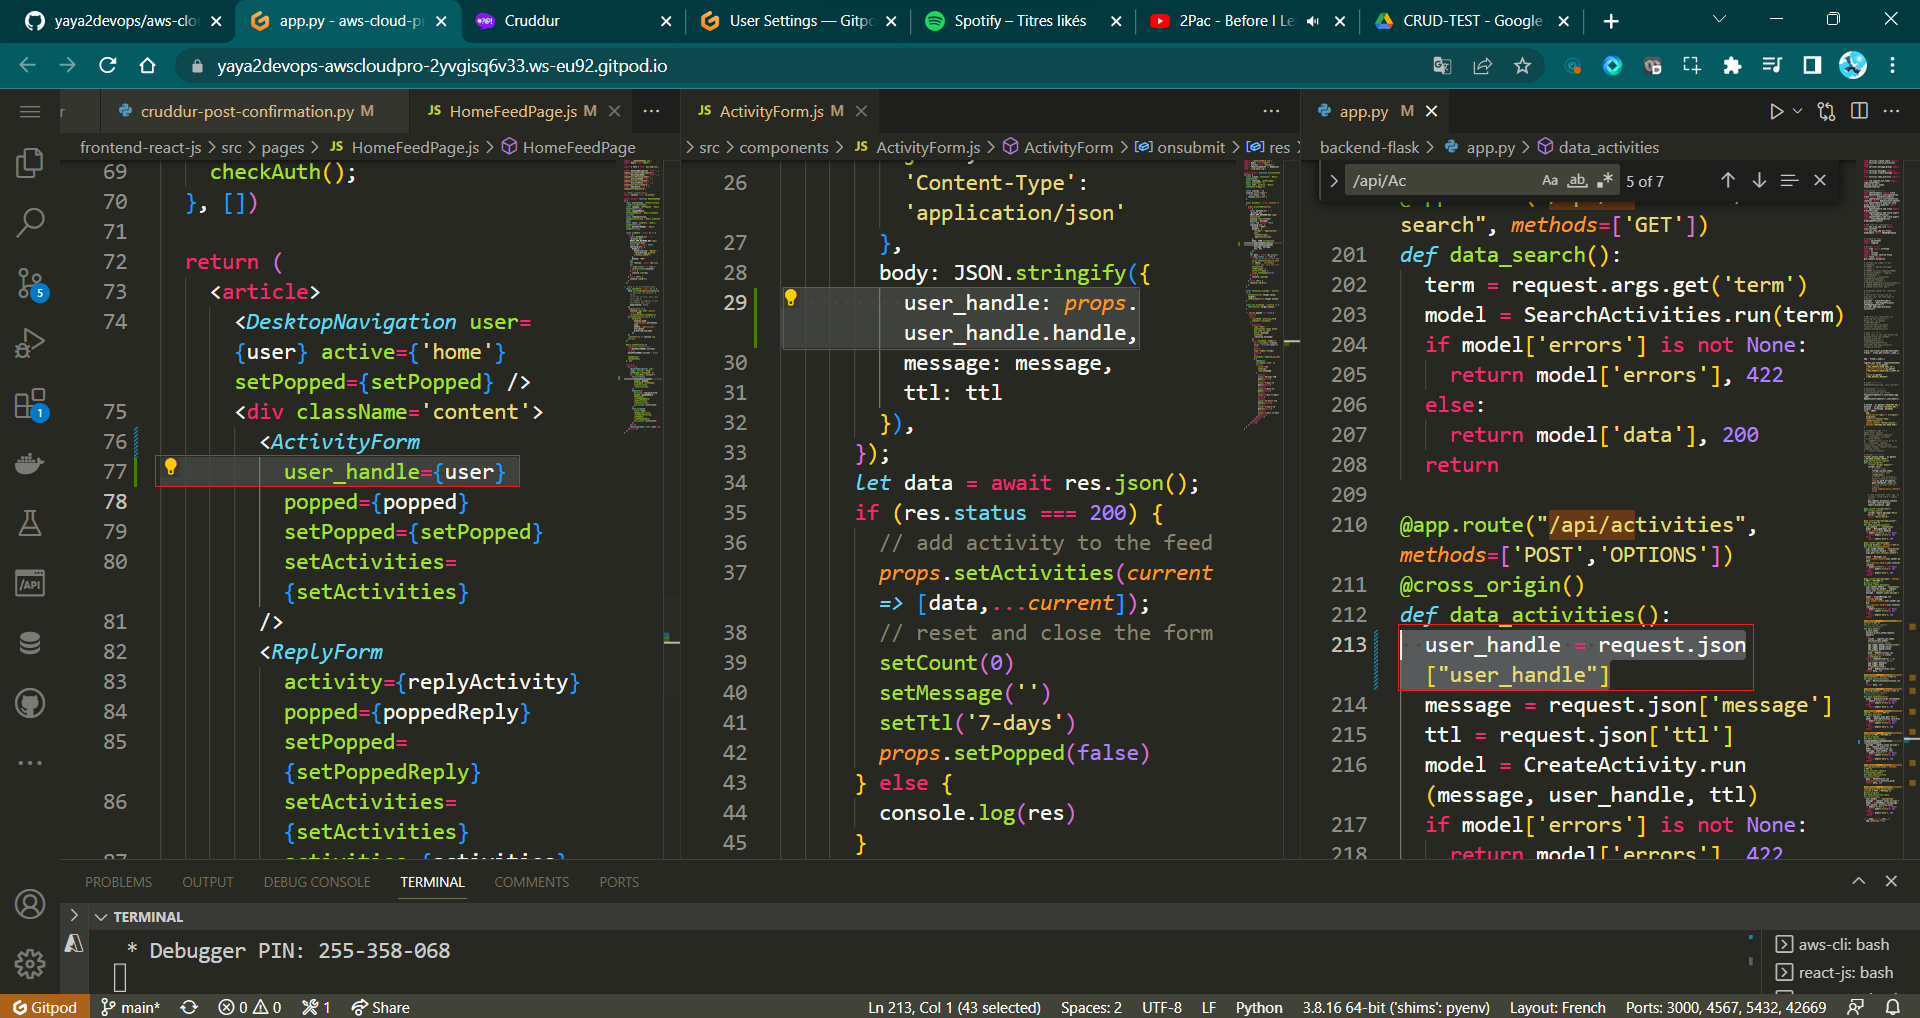 yaya2devops/aws-clou
app.py - aws-cloud-pr
Cruddur
User Settings — Gitpo
Spotify – Titres likés
2Pac - Before I Le
CRUD-TEST - Google
yaya2devops-awscloudpro-2yvgisq6v33.ws-eu92.gitpod.io
r
cruddur-post-confirmation.py M
JS HomeFeedPage.js M
frontend-react-js > src > pages > JS HomeFeedPage.js > HomeFeedPage
69 checkAuth();
70 }, [])
71
72 return (
73 <article>
74 <DesktopNavigation user=
{user} active={'home'}
setPopped={setPopped} />
75 <div className='content'>
76 <ActivityForm
77 user_handle={user}
78 popped={popped}
79 setPopped={setPopped}
80 setActivities=
{setActivities}
81 />
82 <ReplyForm
83 activity={replyActivity}
84 popped={poppedReply}
85 setPopped=
{setPoppedReply}
86 setActivities=
{setActivities}
87 activities={activities}
JS ActivityForm.js M
> src > components > JS ActivityForm.js > ActivityForm > onsubmit > res >
26 'Content-Type':
'application/json'
27 },
28 body: JSON.stringify({
29 user_handle: props.
user_handle.handle,
30 message: message,
31 ttl: ttl
32 }),
33 });
34 let data = await res.json();
35 if (res.status === 200) {
36 // add activity to the feed
37 props.setActivities(current
=> [data,...current]);
38 // reset and close the form
39 setCount(0)
40 setMessage('')
41 setTtl('7-days')
42 props.setPopped(false)
43 } else {
44 console.log(res)
45 }
app.py M
backend-flask > app.py > data_activities
/api/Ac
Aa ab .* 5 of 7
search", methods=['GET'])
201 def data_search():
202 term = request.args.get('term')
203 model = SearchActivities.run(term)
204 if model['errors'] is not None:
205 return model['errors'], 422
206 else:
207 return model['data'], 200
208 return
209
210 @app.route("/api/activities",
methods=['POST','OPTIONS'])
211 @cross_origin()
212 def data_activities():
213 user_handle = request.json
["user_handle"]
214 message = request.json['message']
215 ttl = request.json['ttl']
216 model = CreateActivity.run
(message, user_handle, ttl)
217 if model['errors'] is not None:
218 return model['errors'], 422
5
1
/API
PROBLEMS OUTPUT DEBUG CONSOLE TERMINAL COMMENTS PORTS
TERMINAL
* Debugger PIN: 255-358-068
aws-cli: bash
react-js: bash
Gitpod main* 0 0 1 Share
Ln 213, Col 1 (43 selected) Spaces: 2 UTF-8 LF Python 3.8.16 64-bit ('shims': pyenv) Layout: French Ports: 3000, 4567, 5432, 42669